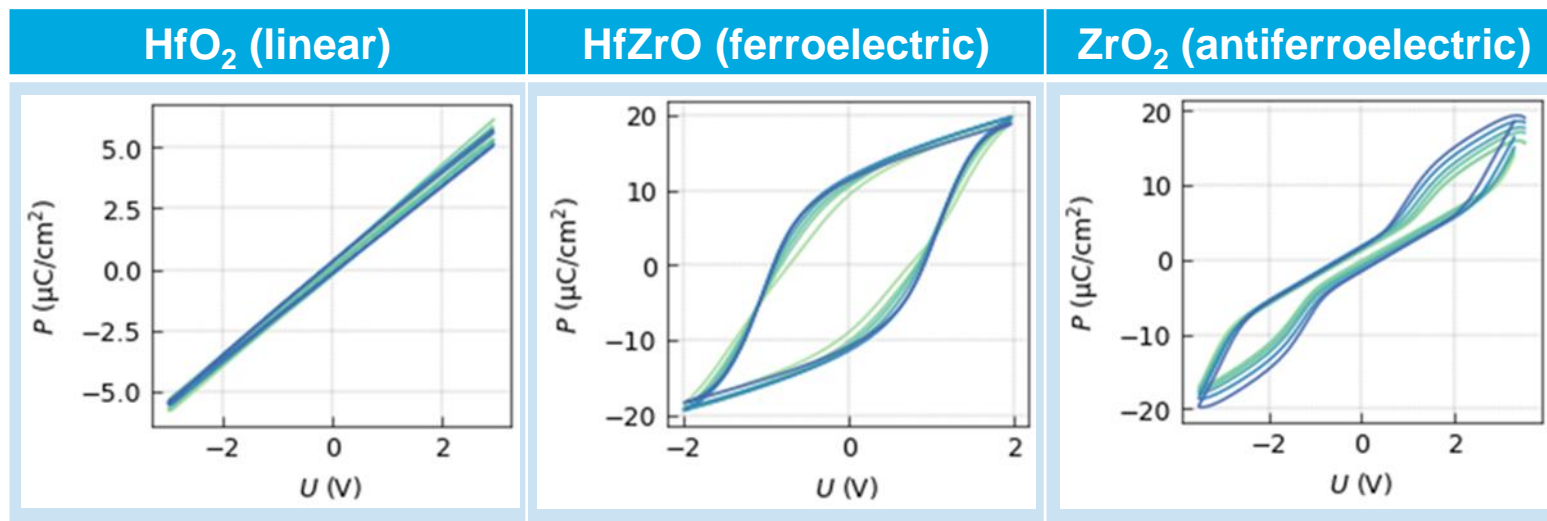 HfO₂ (linear)
HfZrO (ferroelectric)
ZrO₂ (antiferroelectric)
P (μC/cm²)
5.0
2.5
0.0
−2.5
−5.0
−2
0
2
U (V)
P (μC/cm²)
20
10
0
−10
−20
−2
0
2
U (V)
P (μC/cm²)
20
10
0
−10
−20
−2
0
2
U (V)